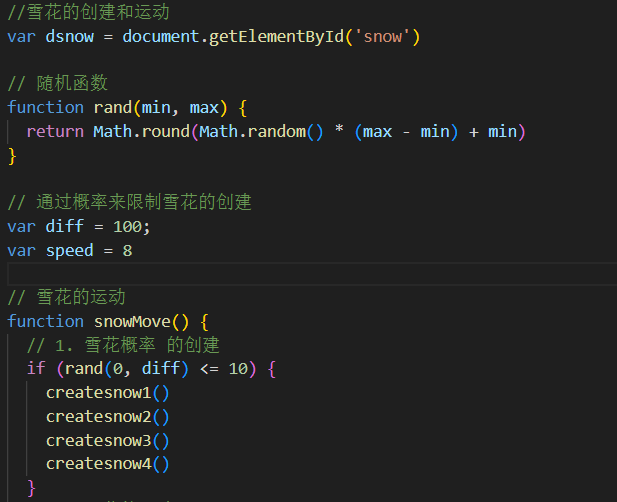 //雪花的创建和运动
var dsnow = document.getElementById('snow')
// 随机函数
function rand(min, max) {
return Math.round(Math.random() * (max - min) + min)
}
// 通过概率来限制雪花的创建
var diff = 100;
var speed = 8
// 雪花的运动
function snowMove() {
// 1. 雪花概率 的创建
if (rand(0, diff) <= 10) {
createsnow1()
createsnow2()
createsnow3()
createsnow4()
}